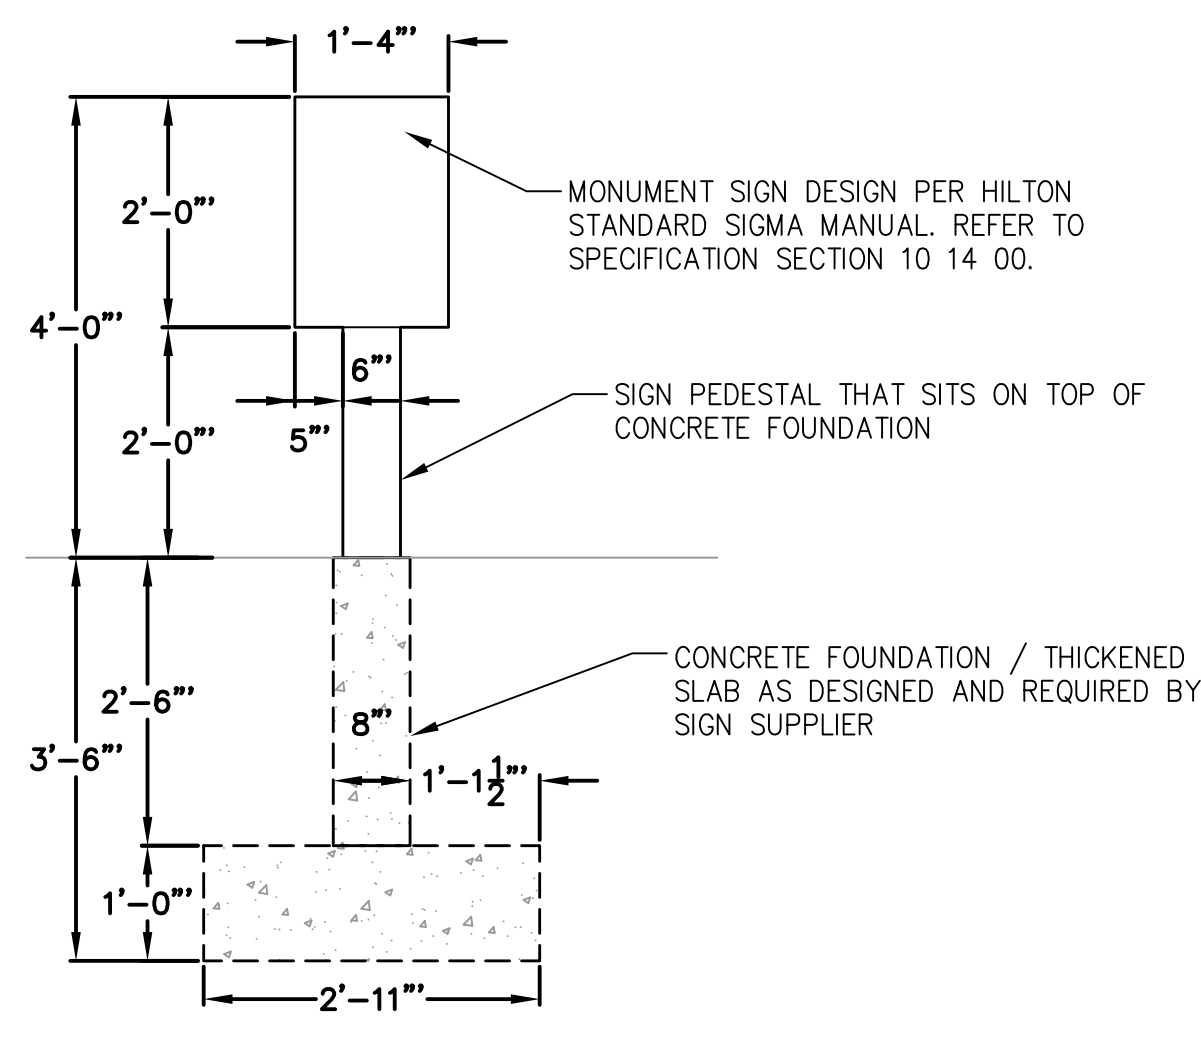 1'-4"'
2'-0"'
MONUMENT SIGN DESIGN PER HILTON
STANDARD SIGMA MANUAL. REFER TO
SPECIFICATION SECTION 10 14 00.
4'-0"'
6"'
SIGN PEDESTAL THAT SITS ON TOP OF
CONCRETE FOUNDATION
2'-0"'
5"'
CONCRETE FOUNDATION / THICKENED
SLAB AS DESIGNED AND REQUIRED BY
SIGN SUPPLIER
2'-6"'
8"'
3'-6"'
1'-1 1/2"'
1'-0"'
2'-11"'